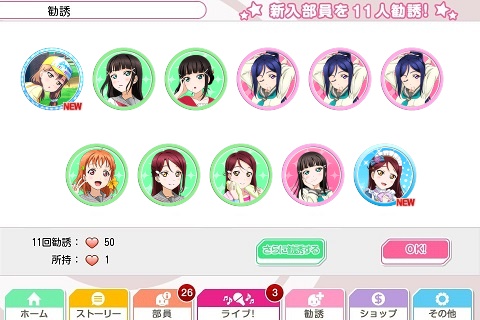 勧誘
新入部員を11人勧誘!
NEW
NEW
11回勧誘: 50
所持: 1
さらに勧誘する
OK!
ホーム
ストーリー
26
部員
3
ライブ!
勧誘
ショップ
その他